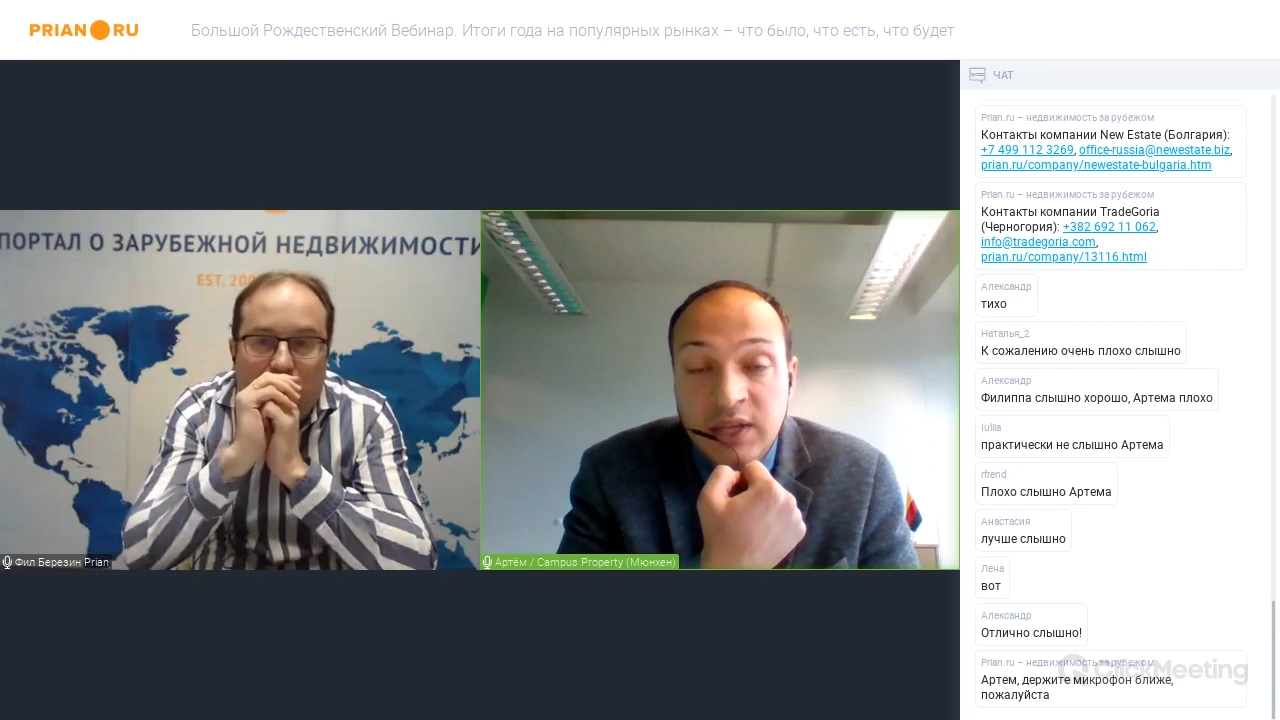 PRIAN RU
Большой Рождественский Вебинар. Итоги года на популярных рынках – что было, что есть, что будет
ПОРТАЛ О ЗАРУБЕЖНОЙ НЕДВИЖИМОСТИ
EST.
Фил Березин Prian
Артём / Campus Property (Мюнхен)
ЧАТ
Prian.ru – недвижимость за рубежом
Контакты компании New Estate (Болгария):
+7 499 112 3269, office-russia@newestate.biz,
prian.ru/company/newestate-bulgaria.htm
Prian.ru – недвижимость за рубежом
Контакты компании TradeGoria
(Черногория): +382 692 11 062,
info@tradegoria.com,
prian.ru/company/13116.html
Александр
тихо
Наталья_2
К сожалению очень плохо слышно
Александр
Филиппа слышно хорошо, Артема плохо
Iuliia
практически не слышно Артема
rfrend
Плохо слышно Артема
Анастасия
лучше слышно
Лена
вот
Александр
Отлично слышно!
Prian.ru – недвижимость за рубежом
Артем, держите микрофон ближе,
пожалуйста
ClickMeeting